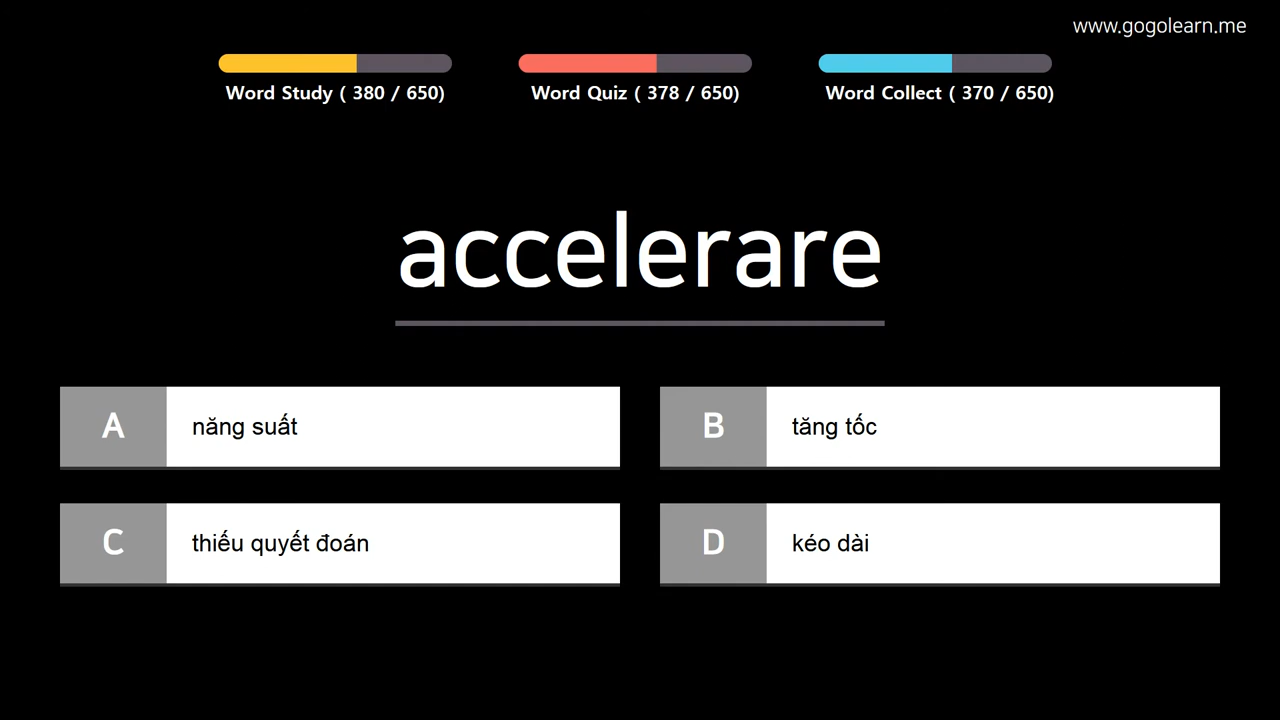 www.gogolearn.me
Word Study ( 380 / 650)
Word Quiz ( 378 / 650)
Word Collect ( 370 / 650)
accelerare
A
năng suất
B
tăng tốc
C
thiếu quyết đoán
D
kéo dài